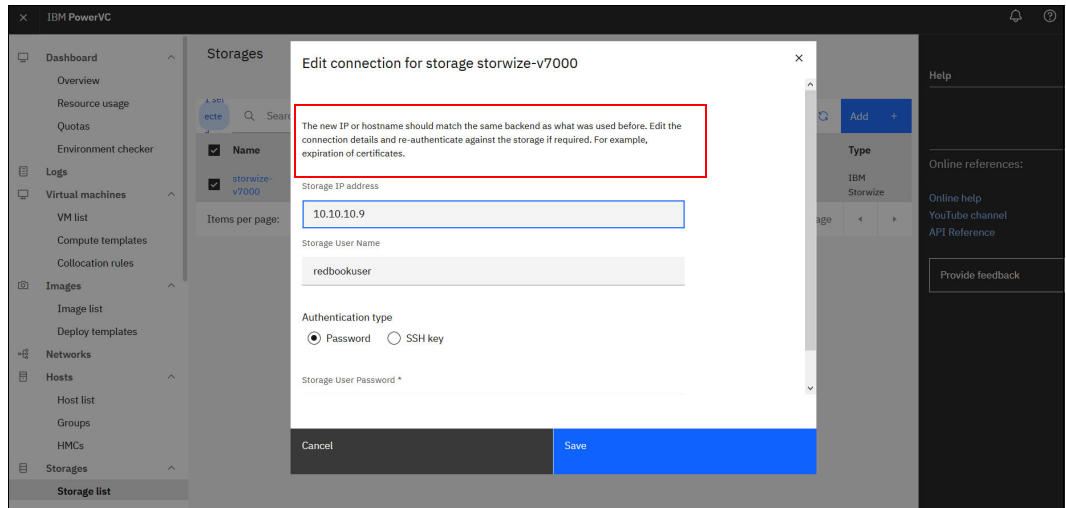 IBM PowerVC
Dashboard
Overview
Resource usage
Quotas
Environment checker
Logs
Virtual machines
VM list
Compute templates
Collocation rules
Images
Image list
Deploy templates
Networks
Hosts
Host list
Groups
HMCs
Storages
Storage list
Storages
ecte
Sear
Add +
Name
Type
storwize-
v7000
IBM
Storwize
Items per page:
age
Edit connection for storage storwize-v7000
The new IP or hostname should match the same backend as what was used before. Edit the
connection details and re-authenticate against the storage if required. For example,
expiration of certificates.
Storage IP address
10.10.10.9
Storage User Name
redbookuser
Authentication type
Password
SSH key
Storage User Password *
Cancel
Save
Help
Online references:
Online help
YouTube channel
API Reference
Provide feedback